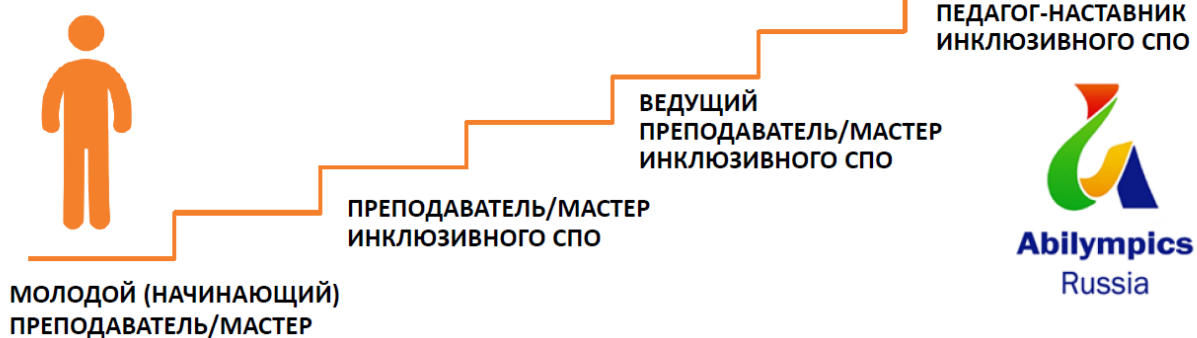 МОЛОДОЙ (НАЧИНАЮЩИЙ)
ПРЕПОДАВАТЕЛЬ/МАСТЕР
ПРЕПОДАВАТЕЛЬ/МАСТЕР
ИНКЛЮЗИВНОГО СПО
ВЕДУЩИЙ
ПРЕПОДАВАТЕЛЬ/МАСТЕР
ИНКЛЮЗИВНОГО СПО
ПЕДАГОГ-НАСТАВНИК
ИНКЛЮЗИВНОГО СПО
Abilympics
Russia